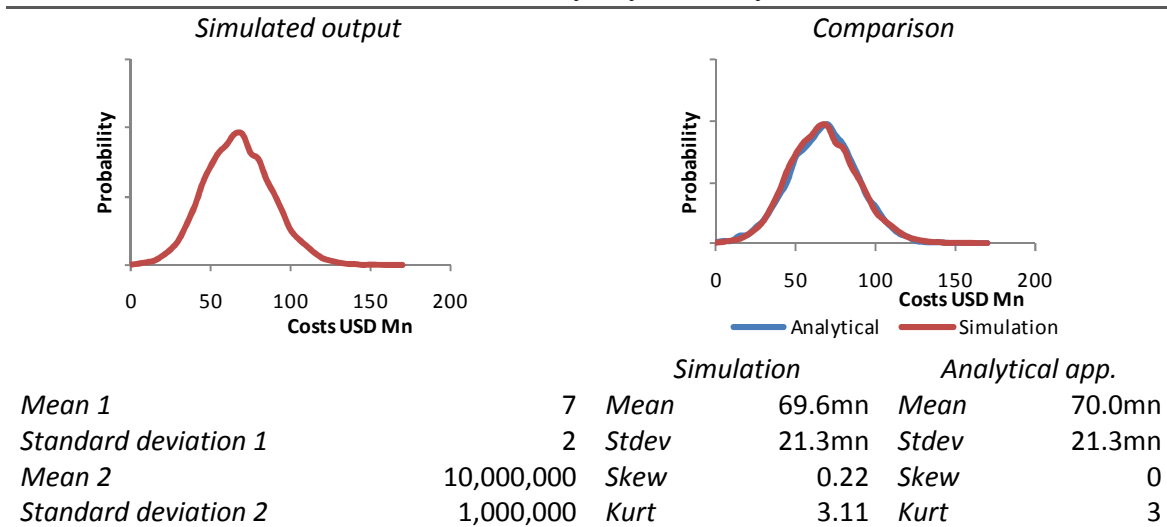 Simulated output
Comparison
Probability
0 50 100 150 200
Costs USD Mn
Probability
0 50 100 150 200
Costs USD Mn
Analytical Simulation
Simulation Analytical app.
Mean 1 7 Mean 69.6mn Mean 70.0mn
Standard deviation 1 2 Stdev 21.3mn Stdev 21.3mn
Mean 2 10,000,000 Skew 0.22 Skew 0
Standard deviation 2 1,000,000 Kurt 3.11 Kurt 3